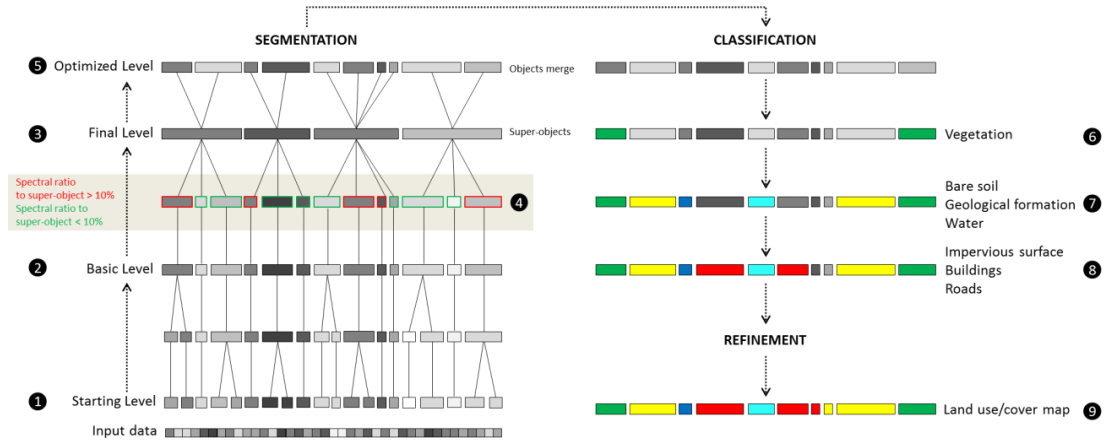 SEGMENTATION
CLASSIFICATION
5 Optimized Level
Objects merge
3 Final Level
Super-objects
Vegetation 6
Spectral ratio
to super-object > 10%
Spectral ratio to
super-object < 10%
4
Bare soil
Geological formation 7
Water
2 Basic Level
Impervious surface
Buildings 8
Roads
REFINEMENT
1 Starting Level
Land use/cover map 9
Input data